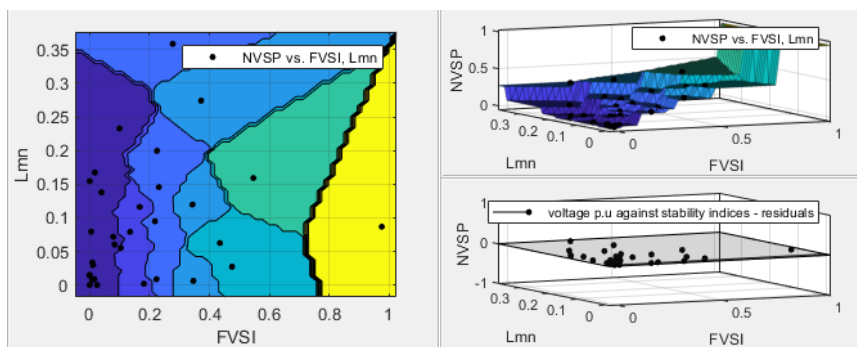 NVSP vs. FVSI, Lmn
0.35
0.3
0.25
0.2
0.15
0.1
0.05
0
Lmn
0 0.2 0.4 0.6 0.8 1
FVSI
NVSP vs. FVSI, Lmn
1
0.5
0
NVSP
0.3 0.2 0.1 0
Lmn
0 0.5 1
FVSI
voltage p.u against stability indices - residuals
1
0
-1
NVSP
0.3 0.2 0.1 0
Lmn
0 0.5 1
FVSI